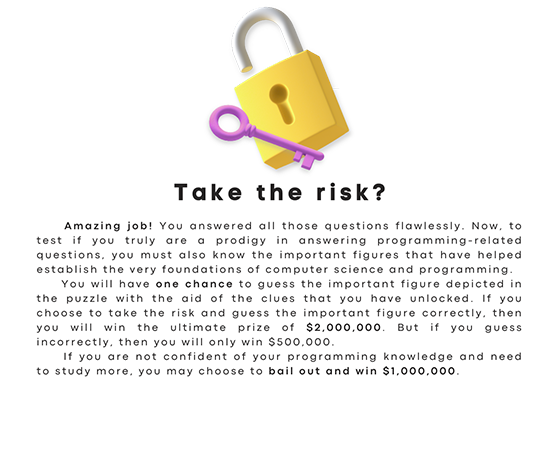 Take the risk?
Amazing job! You answered all those questions flawlessly. Now, to
test if you truly are a prodigy in answering programming-related
questions, you must also know the important figures that have helped
establish the very foundations of computer science and programming.
You will have one chance to guess the important figure depicted in
the puzzle with the aid of the clues that you have unlocked. If you
choose to take the risk and guess the important figure correctly, then
you will win the ultimate prize of $2,000,000. But if you guess
incorrectly, then you will only win $500,000.
If you are not confident of your programming knowledge and need
to study more, you may choose to bail out and win $1,000,000.